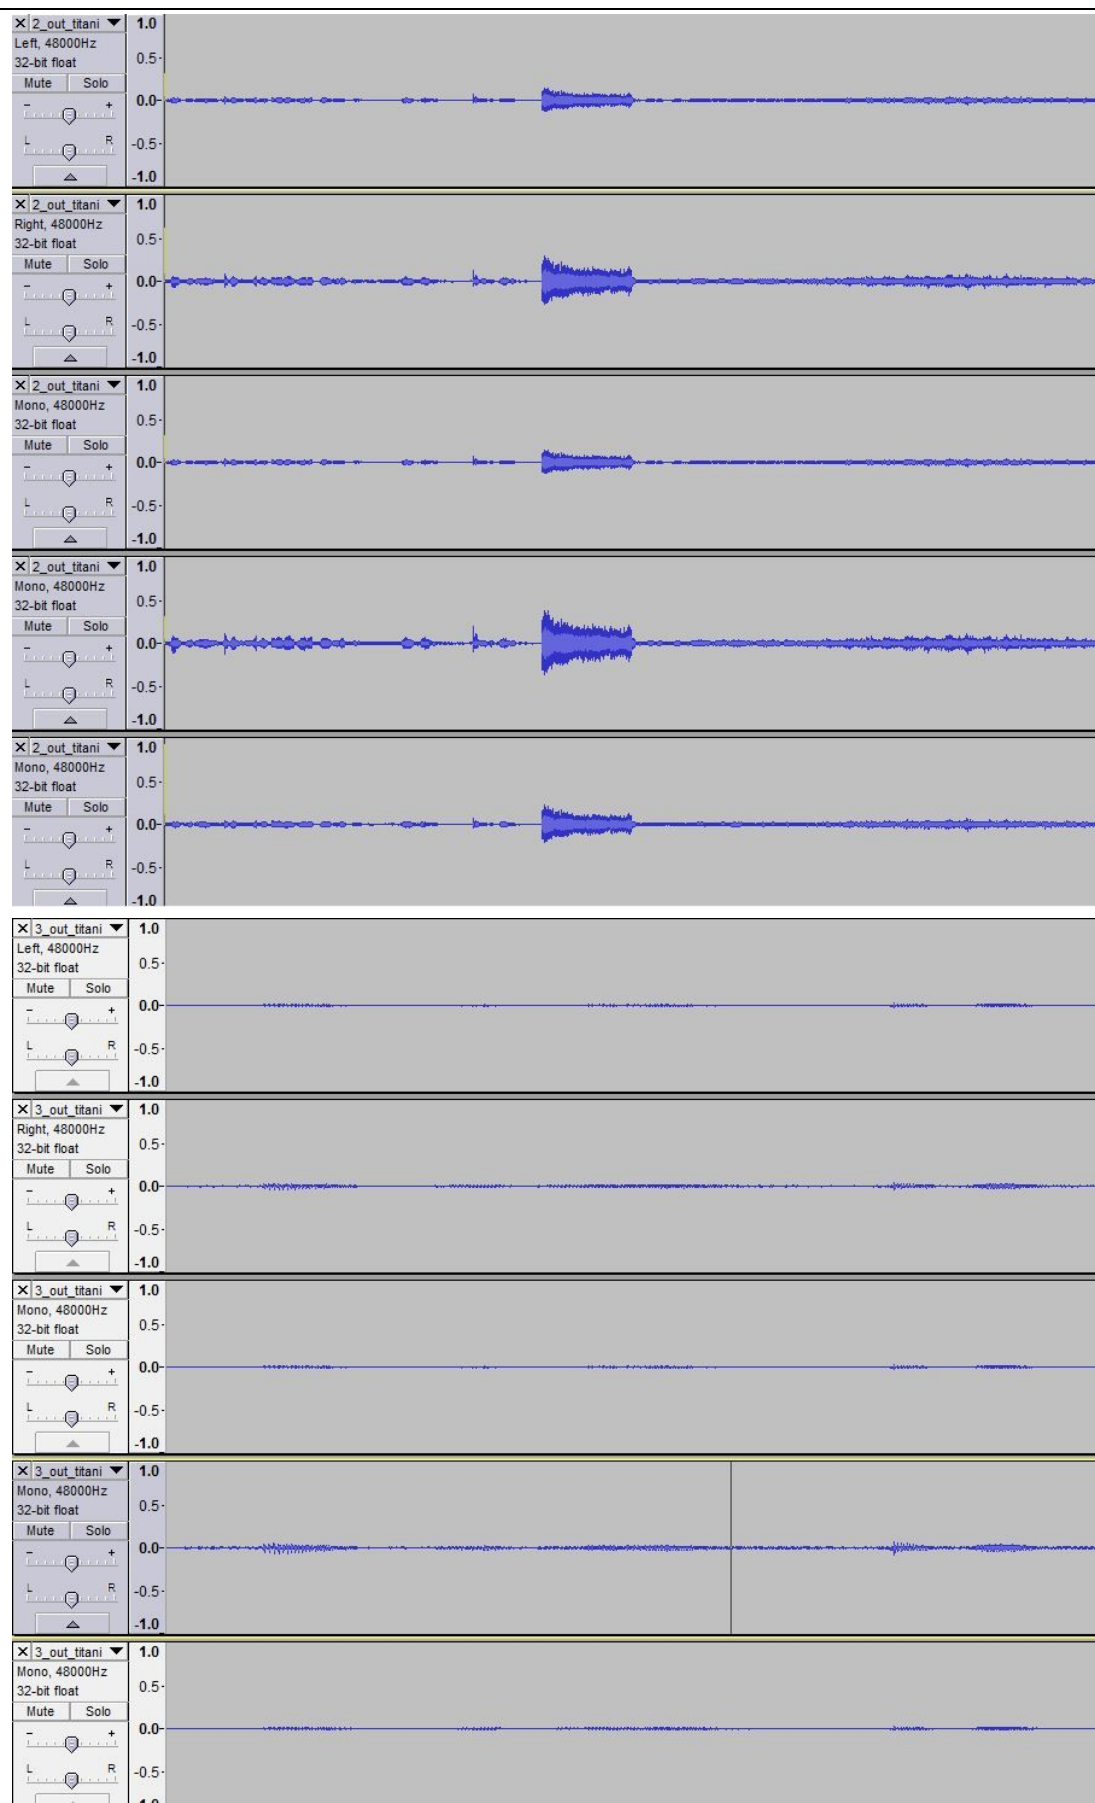 × 2_out_titani ▼ 1.0
Left, 48000Hz
32-bit float 0.5-
Mute Solo
- + 0.0-
L R -0.5-
-1.0
× 2_out_titani ▼ 1.0
Right, 48000Hz
32-bit float 0.5-
Mute Solo
- + 0.0-
L R -0.5-
-1.0
× 2_out_titani ▼ 1.0
Mono, 48000Hz
32-bit float 0.5-
Mute Solo
- + 0.0-
L R -0.5-
-1.0
× 2_out_titani ▼ 1.0
Mono, 48000Hz
32-bit float 0.5-
Mute Solo
- + 0.0-
L R -0.5-
-1.0
× 2_out_titani ▼ 1.0
Mono, 48000Hz
32-bit float 0.5-
Mute Solo
- + 0.0-
L R -0.5-
-1.0
× 3_out_titani ▼ 1.0
Left, 48000Hz
32-bit float 0.5-
Mute Solo
- + 0.0-
L R -0.5-
-1.0
× 3_out_titani ▼ 1.0
Right, 48000Hz
32-bit float 0.5-
Mute Solo
- + 0.0-
L R -0.5-
-1.0
× 3_out_titani ▼ 1.0
Mono, 48000Hz
32-bit float 0.5-
Mute Solo
- + 0.0-
L R -0.5-
-1.0
× 3_out_titani ▼ 1.0
Mono, 48000Hz
32-bit float 0.5-
Mute Solo
- + 0.0-
L R -0.5-
-1.0
× 3_out_titani ▼ 1.0
Mono, 48000Hz
32-bit float 0.5-
Mute Solo
- + 0.0-
L R -0.5-